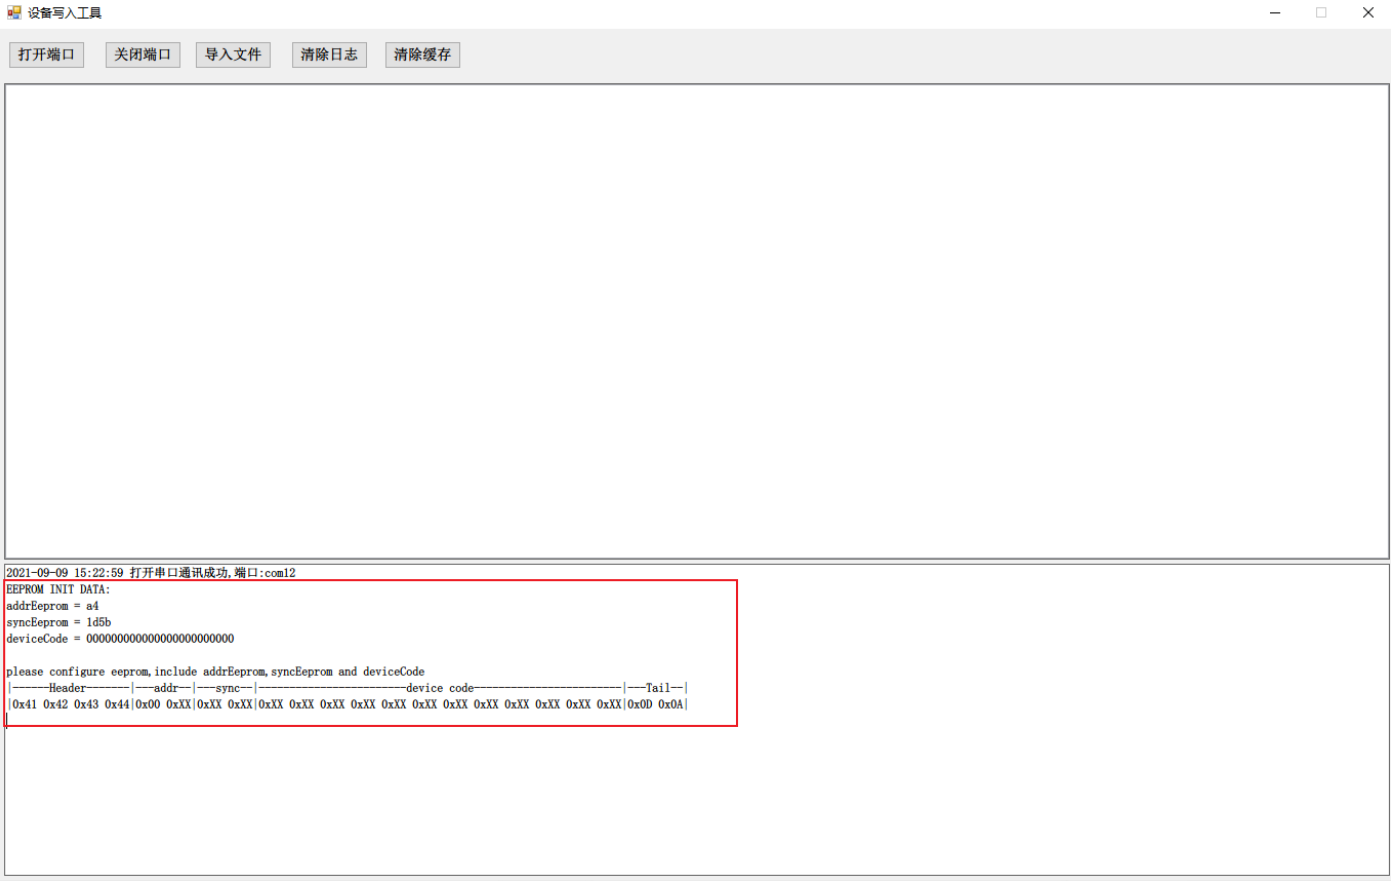 设备写入工具
打开端口 关闭端口 导入文件 清除日志 清除缓存
2021-09-09 15:22:59 打开串口通讯成功,端口:com12
EEPROM INIT DATA:
addrEeprom = a4
syncEeprom = 1d5b
deviceCode = 000000000000000000000000
please configure eeprom,include addrEeprom,syncEeprom and deviceCode
|------Header-------|---addr--|---sync--|------------------------device code------------------------|---Tail--|
|0x41 0x42 0x43 0x44|0x00 0xXX|0xXX 0xXX|0xXX 0xXX 0xXX 0xXX 0xXX 0xXX 0xXX 0xXX 0xXX 0xXX 0xXX 0xXX|0x0D 0x0A|